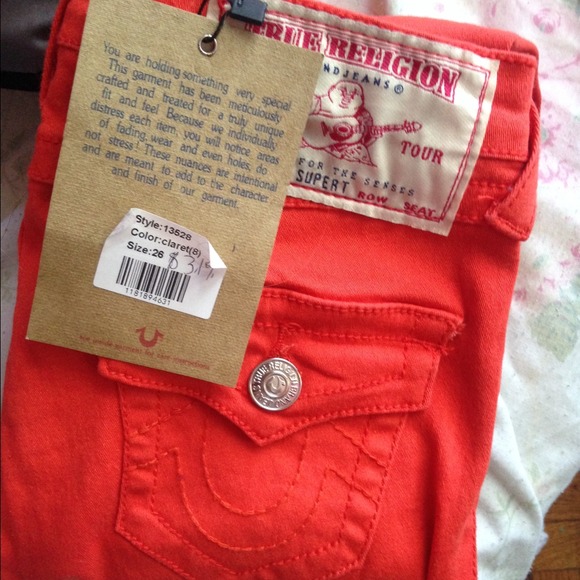 You are holding something very special
This garment has been meticulously
crafted and treated for a truly unique
fit and feel Because we individually
distress each item, you will notice areas
of fading, wear and even holes, do
not stress! These nuances are intentional
and are meant to add to the character
and finish of our garment.
Style:13528
Color:claret(8)
Size:26
1181894631
TRUE RELIGION
ND JEANS ®
TOUR
FOR THE SENSES
SUPERT ROW SEAT